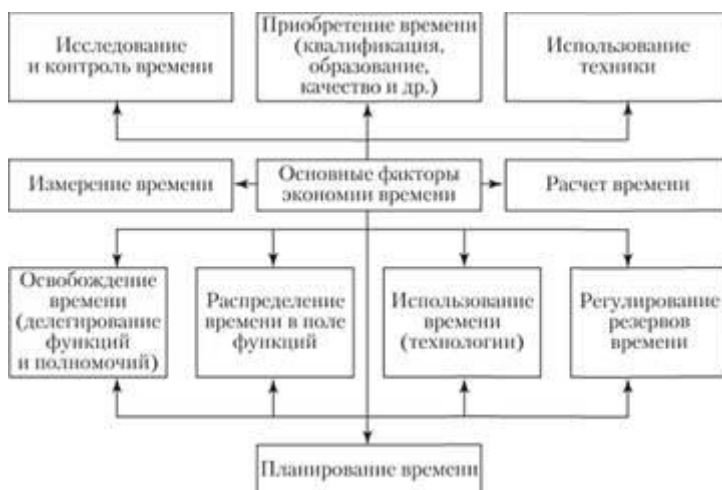 Исследование
и контроль времени
Приобретение времени
(квалификация,
образование,
качество и др.)
Использование
техники
Измерение времени
Основные факторы
экономии времени
Расчет времени
Освобождение
времени
(делегирование
функций
и полномочий)
Распределение
времени в поле
функций
Использование
времени
(технологии)
Регулирование
резервов
времени
Планирование времени